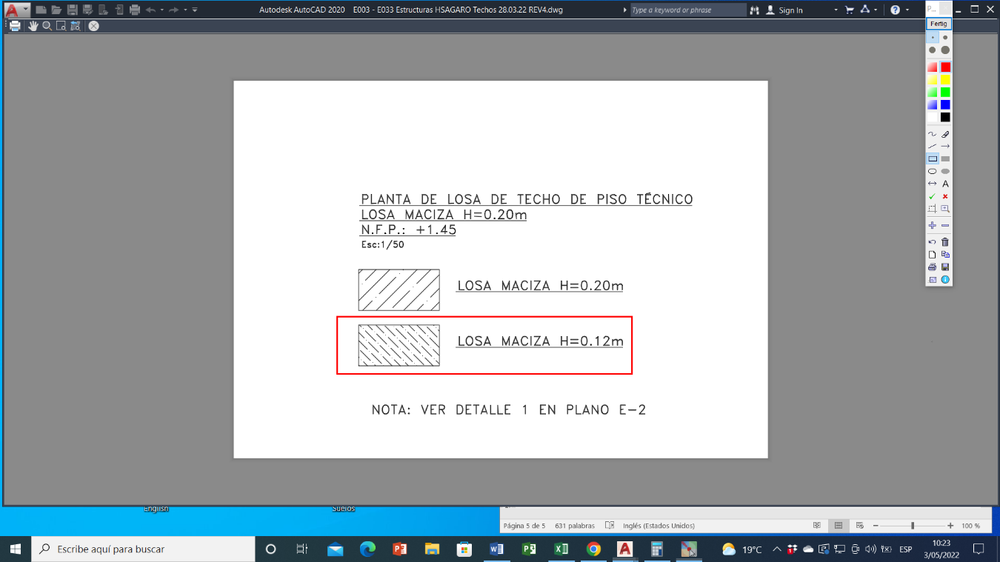 Autodesk AutoCAD 2020 E003 - E033 Estructuras HSAGARO Techos 28.03.22 REV4.dwg
Type a keyword or phrase
Sign In
P...
Fertig
PLANTA DE LOSA DE TECHO DE PISO TÉCNICO
LOSA MACIZA H=0.20m
N.F.P.: +1.45
Esc:1/50
LOSA MACIZA H=0.20m
LOSA MACIZA H=0.12m
NOTA: VER DETALLE 1 EN PLANO E-2
English
Suelos
Página 5 de 5 631 palabras Inglés (Estados Unidos) 100 %
Escribe aquí para buscar
19°C
ESP
10:23
3/05/2022